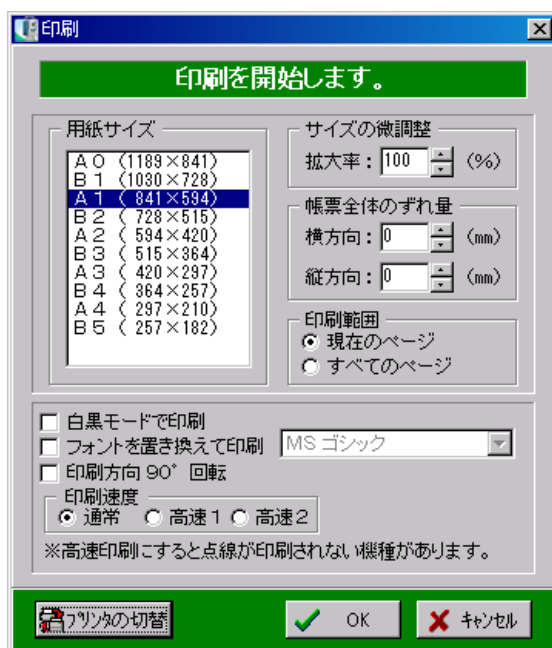 印刷
印刷を開始します。
用紙サイズ
A0 (1189×841)
B1 (1030×728)
A1 ( 841×594)
B2 ( 728×515)
A2 ( 594×420)
B3 ( 515×364)
A3 ( 420×297)
B4 ( 364×257)
A4 ( 297×210)
B5 ( 257×182)
サイズの微調整
拡大率：100 (%)
帳票全体のずれ量
横方向：0 (mm)
縦方向：0 (mm)
印刷範囲
現在のページ
すべてのページ
白黒モードで印刷
フォントを置き換えて印刷 MS ゴシック
印刷方向90°回転
印刷速度
通常 高速1 高速2
※高速印刷にすると点線が印刷されない機種があります。
ﾌﾟﾘﾝﾀの切替 OK ｷｬﾝｾﾙ